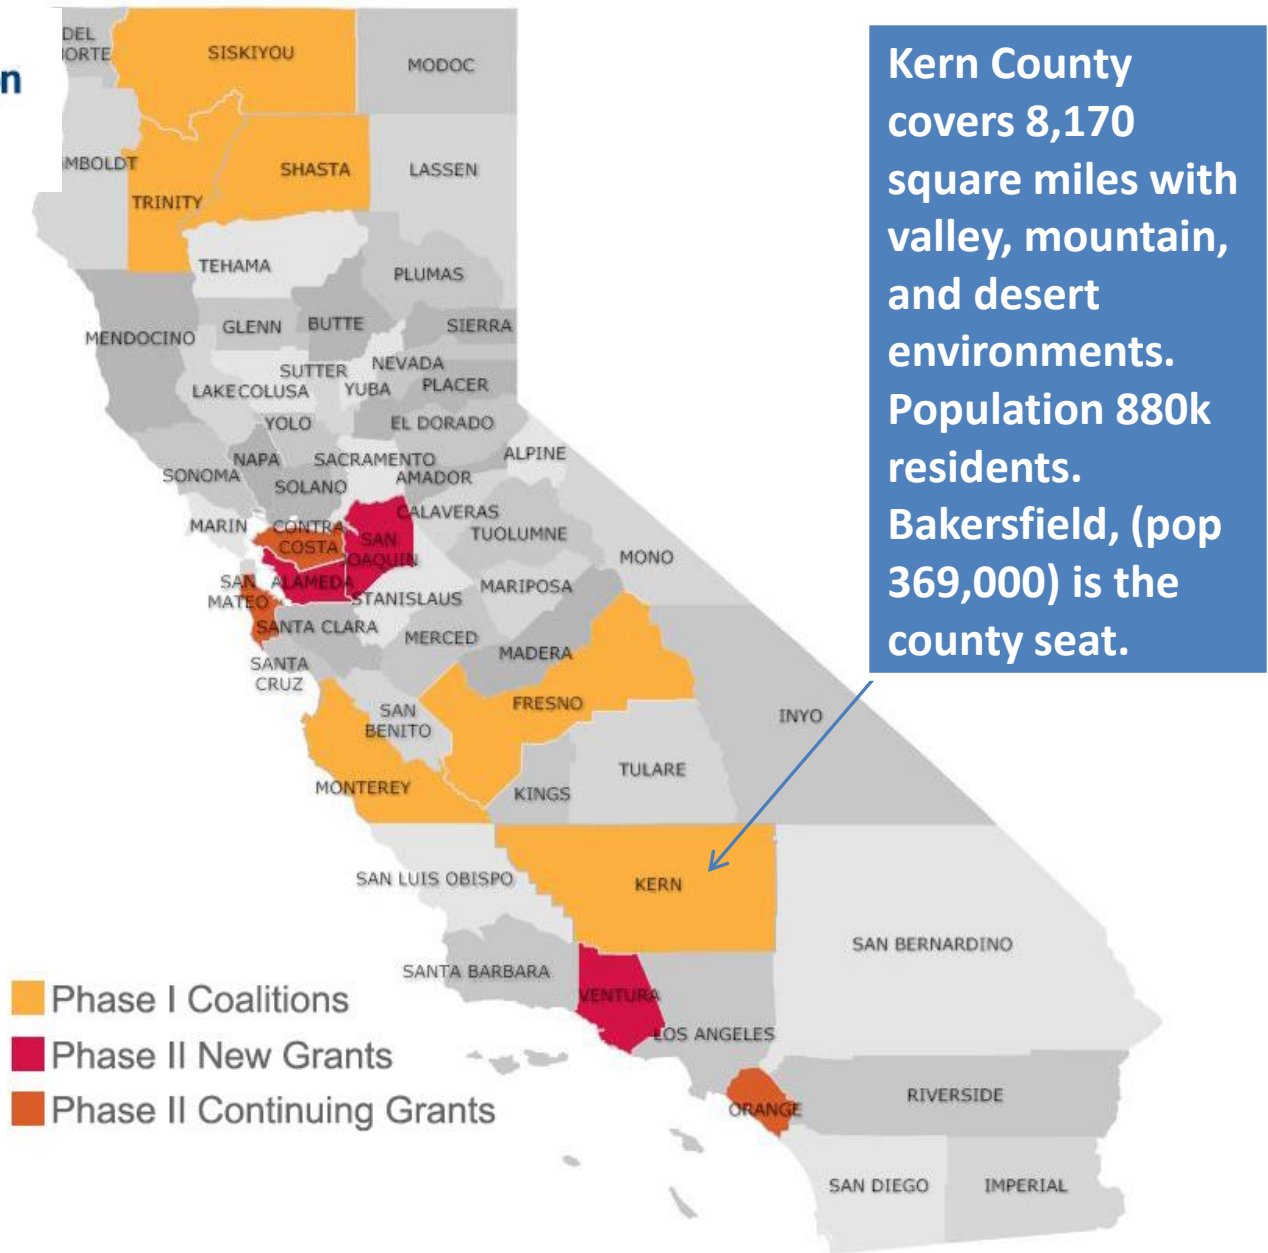 DEL
ORTE
SISKIYOU
MODOC
on
MBOLDT
TRINITY
SHASTA
LASSEN
TEHAMA
PLUMAS
MENDOCINO
GLENN
BUTTE
SIERRA
SUTTER
NEVADA
LAKE
COLUSA
YUBA
PLACER
YOLO
EL DORADO
NAPA
SACRAMENTO
ALPINE
SONOMA
SOLANO
AMADOR
MARIN
CONTRA
COSTA
SAN
JOAQUIN
CALAVERAS
TUOLUMNE
MONO
SAN
MATEO
ALAMEDA
STANISLAUS
MARIPOSA
SANTA CLARA
MERCED
MADERA
SANTA
CRUZ
SAN
BENITO
FRESNO
INYO
MONTEREY
KINGS
TULARE
SAN LUIS OBISPO
KERN
SAN BERNARDINO
SANTA BARBARA
VENTURA
LOS ANGELES
ORANGE
RIVERSIDE
SAN DIEGO
IMPERIAL
Kern County
covers 8,170
square miles with
valley, mountain,
and desert
environments.
Population 880k
residents.
Bakersfield, (pop
369,000) is the
county seat.
Phase I Coalitions
Phase II New Grants
Phase II Continuing Grants